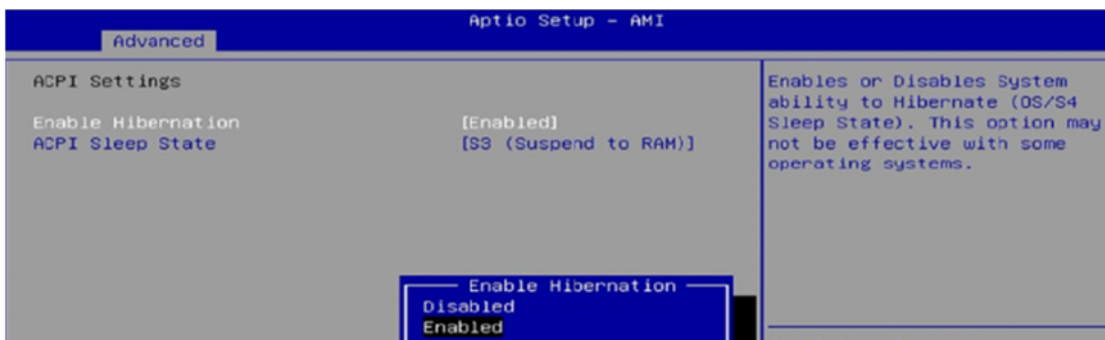 Aptio Setup – AMI
Advanced
ACPI Settings
Enable Hibernation [Enabled]
ACPI Sleep State [S3 (Suspend to RAM)]
Enables or Disables System
ability to Hibernate (OS/S4
Sleep State). This option may
not be effective with some
operating systems.
Enable Hibernation
Disabled
Enabled